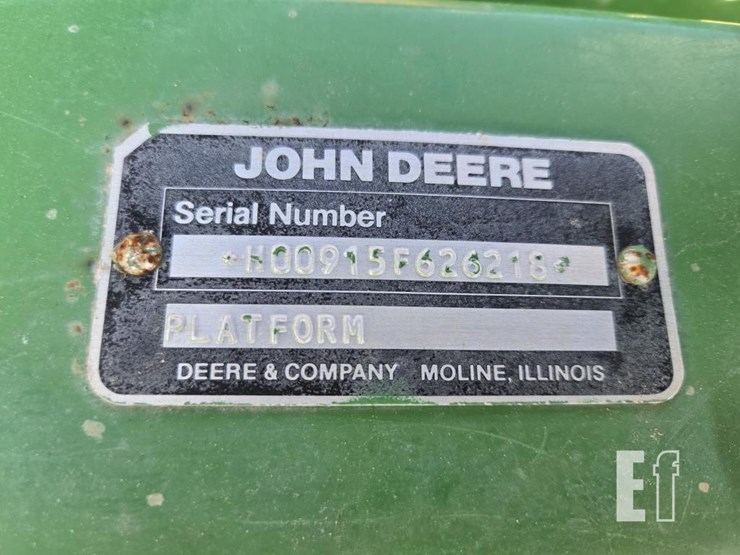 JOHN DEERE
Serial Number
*H00915F626218*
PLATFORM
DEERE & COMPANY MOLINE, ILLINOIS
Ef